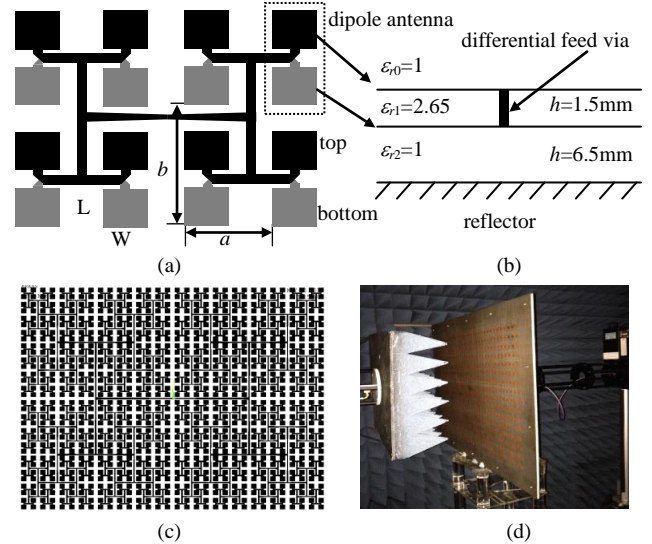 dipole antenna
differential feed via
εr0=1
εr1=2.65
h=1.5mm
εr2=1
h=6.5mm
top
b
L
bottom
W
a
reflector
(a)
(b)
(c)
(d)